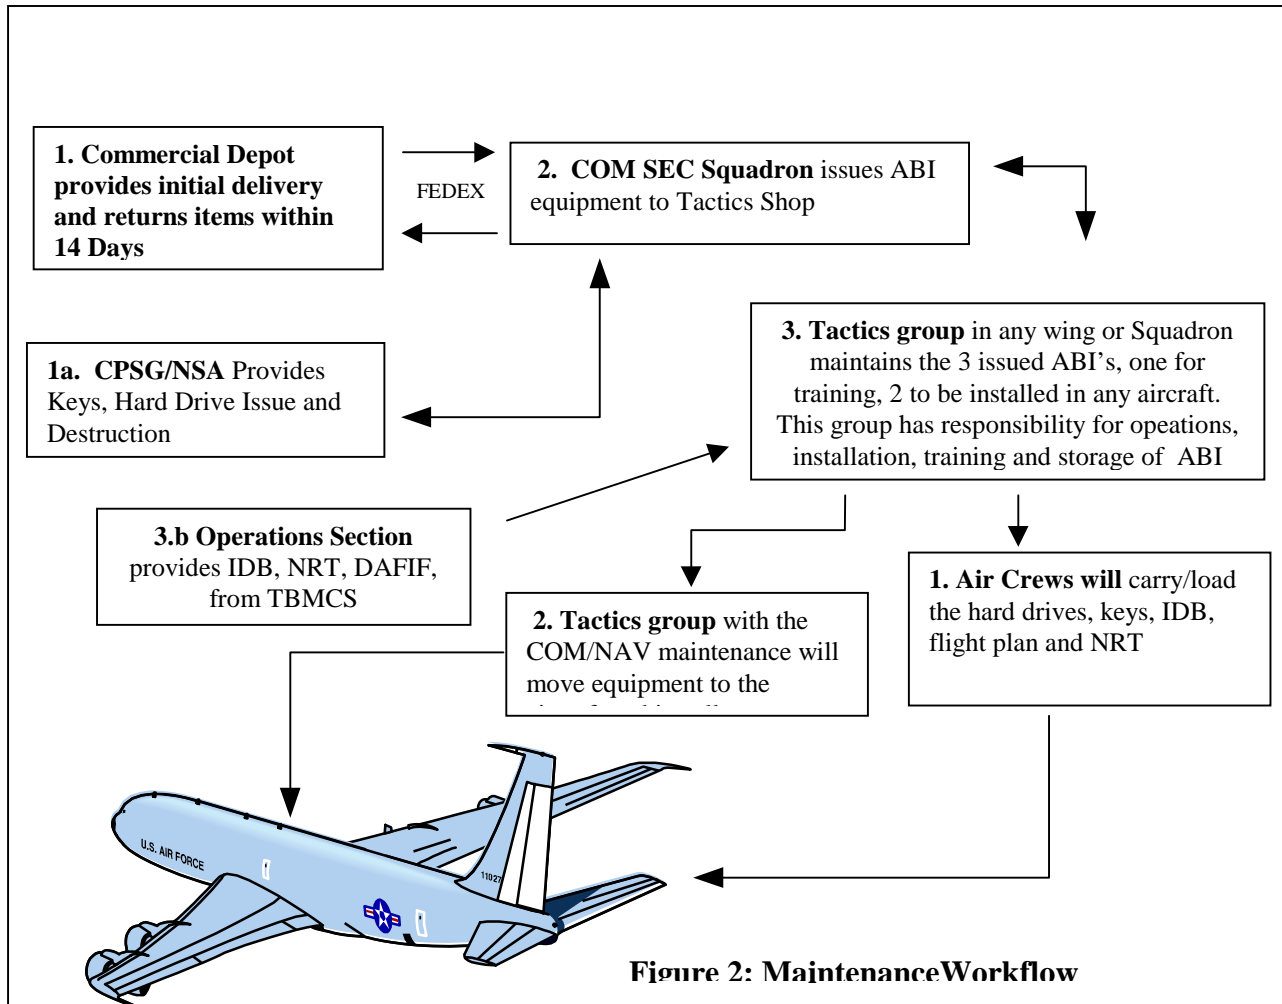 1. Commercial Depot
provides initial delivery
and returns items within
14 Days
FEDEX
2. COM SEC Squadron issues ABI
equipment to Tactics Shop
1a. CPSG/NSA Provides
Keys, Hard Drive Issue and
Destruction
3. Tactics group in any wing or Squadron
maintains the 3 issued ABI's, one for
training, 2 to be installed in any aircraft.
This group has responsibility for opeations,
installation, training and storage of ABI
3.b Operations Section
provides IDB, NRT, DAFIF,
from TBMCS
2. Tactics group with the
COM/NAV maintenance will
move equipment to the
1. Air Crews will carry/load
the hard drives, keys, IDB,
flight plan and NRT
U.S. AIR FORCE
11027
Figure 2: MaintenanceWorkflow